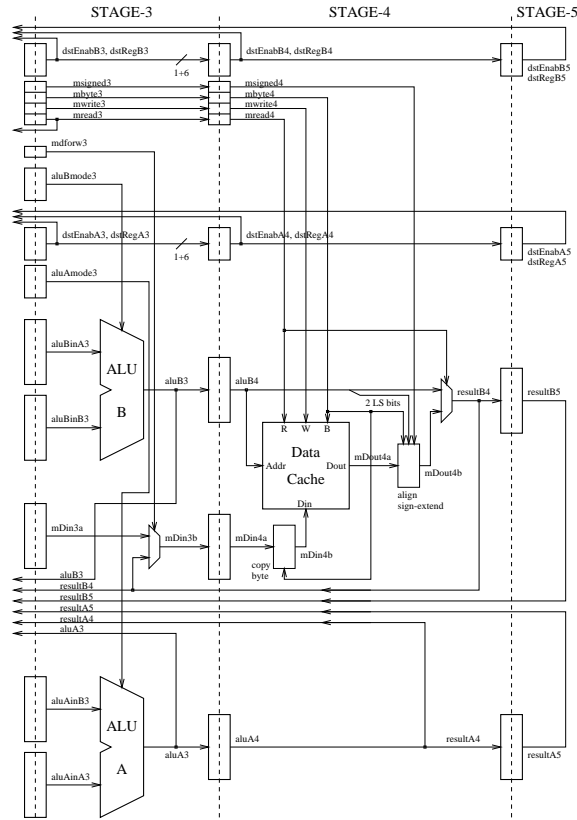 STAGE-3 STAGE-4 STAGE-5
dstEnabB3, dstRegB3 dstEnabB4, dstRegB4
1+6
dstEnabB5
dstRegB5
msigned3 msigned4
mbyte3 mbyte4
mwrite3 mwrite4
mread3 mread4
mdforw3
aluBmode3
dstEnabA3, dstRegA3 dstEnabA4, dstRegA4
1+6
dstEnabA5
dstRegA5
aluAmode3
aluBinA3
ALU
aluB3 aluB4 resultB4 resultB5
B
2 LS bits
aluBinB3
R W B
Data
Cache
Addr Dout mDout4a mDout4b
Din
align
sign-extend
mDin3a mDin3b mDin4a mDin4b
copy
byte
aluB3
resultB4
resultB5
resultA5
resultA4
aluA3
aluAinB3
ALU
aluA3 aluA4 resultA4 resultA5
A
aluAinA3